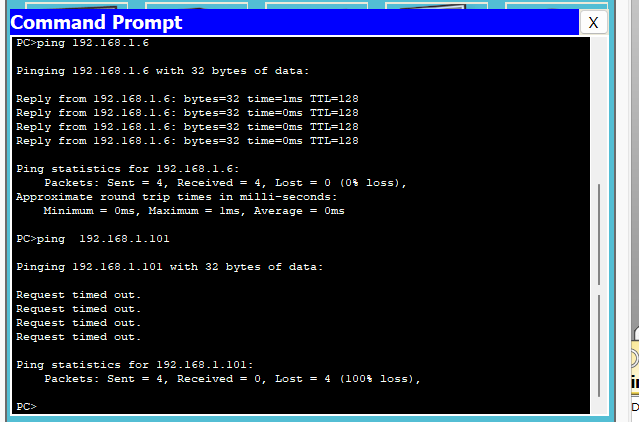 Command Prompt
X
PC>ping 192.168.1.6
Pinging 192.168.1.6 with 32 bytes of data:
Reply from 192.168.1.6: bytes=32 time=1ms TTL=128
Reply from 192.168.1.6: bytes=32 time=0ms TTL=128
Reply from 192.168.1.6: bytes=32 time=0ms TTL=128
Reply from 192.168.1.6: bytes=32 time=0ms TTL=128
Ping statistics for 192.168.1.6:
    Packets: Sent = 4, Received = 4, Lost = 0 (0% loss),
Approximate round trip times in milli-seconds:
    Minimum = 0ms, Maximum = 1ms, Average = 0ms
PC>ping  192.168.1.101
Pinging 192.168.1.101 with 32 bytes of data:
Request timed out.
Request timed out.
Request timed out.
Request timed out.
Ping statistics for 192.168.1.101:
    Packets: Sent = 4, Received = 0, Lost = 4 (100% loss),
PC>